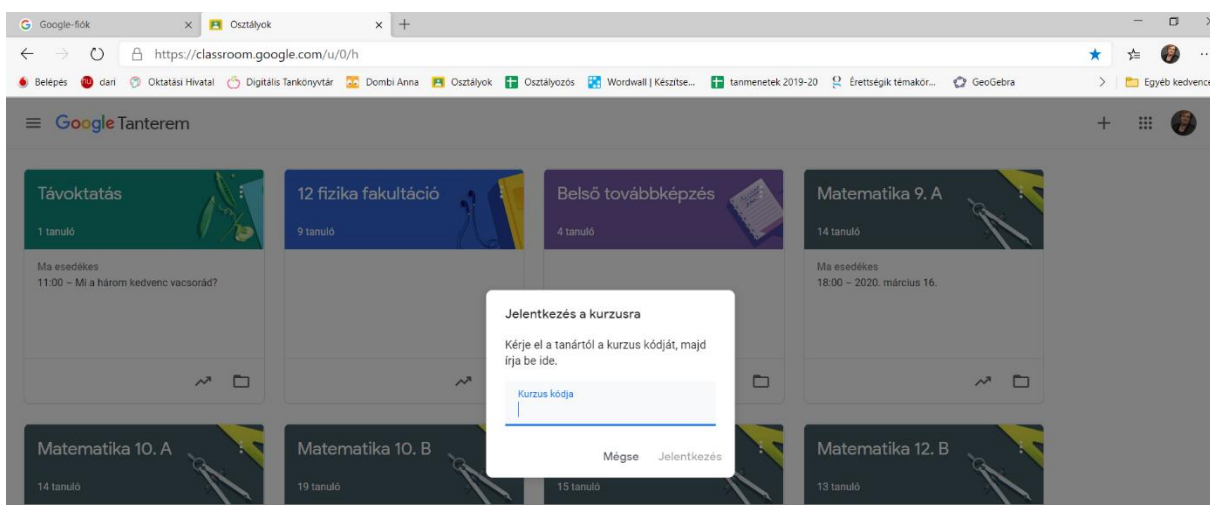 Google-fiók
Osztályok
https://classroom.google.com/u/0/h
Belépés
dari
Oktatási Hivatal
Digitális Tankönyvtár
Dombi Anna
Osztályok
Osztályozós
Wordwall | Készítse...
tanmenetek 2019-20
Érettségik témakör...
GeoGebra
Egyéb kedvence
Google Tanterem
Távoktatás
1 tanuló
Ma esedékes
11:00 – Mi a három kedvenc vacsorád?
12 fizika fakultáció
9 tanuló
Belső továbbképzés
4 tanuló
Matematika 9. A
14 tanuló
Ma esedékes
18:00 – 2020. március 16.
Jelentkezés a kurzusra
Kérje el a tanártól a kurzus kódját, majd
írja be ide.
Kurzus kódja
Mégse
Jelentkezés
Matematika 10. A
14 tanuló
Matematika 10. B
19 tanuló
15 tanuló
Matematika 12. B
13 tanuló